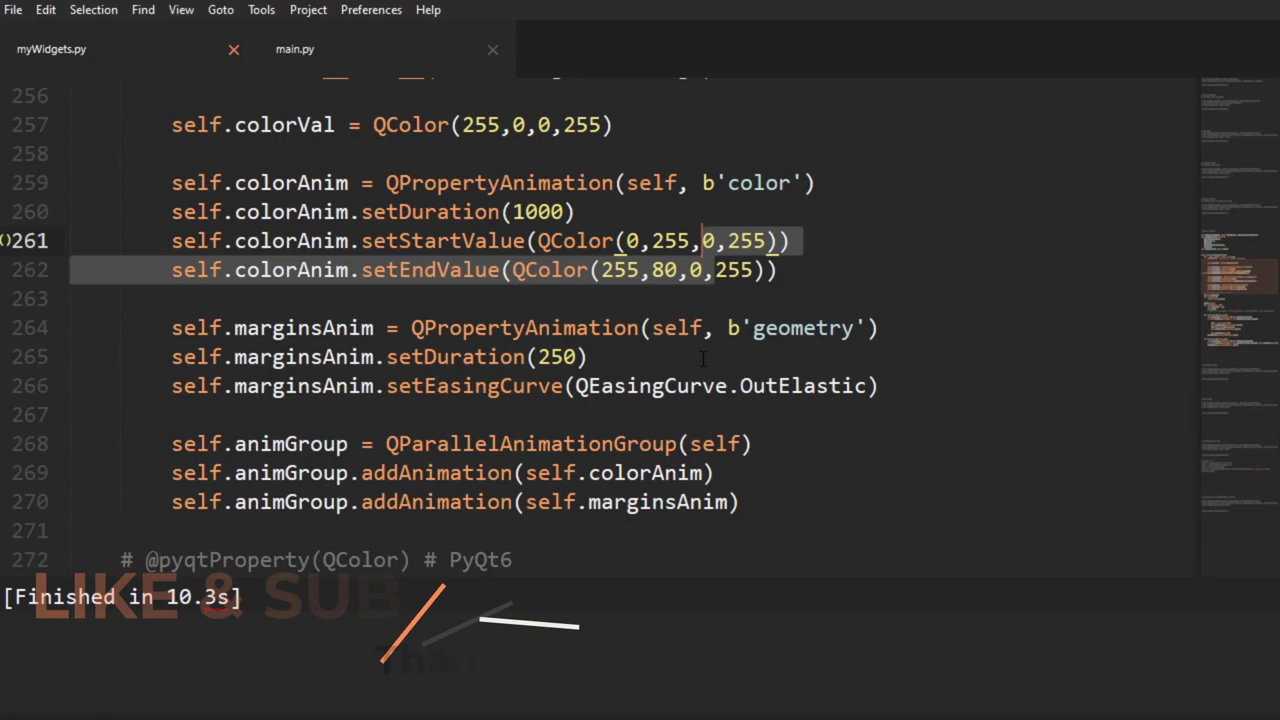 File Edit Selection Find View Goto Tools Project Preferences Help
myWidgets.py main.py
256
257 self.colorVal = QColor(255,0,0,255)
258
259 self.colorAnim = QPropertyAnimation(self, b'color')
260 self.colorAnim.setDuration(1000)
261 self.colorAnim.setStartValue(QColor(0,255,0,255))
262 self.colorAnim.setEndValue(QColor(255,80,0,255))
263
264 self.marginsAnim = QPropertyAnimation(self, b'geometry')
265 self.marginsAnim.setDuration(250)
266 self.marginsAnim.setEasingCurve(QEasingCurve.OutElastic)
267
268 self.animGroup = QParallelAnimationGroup(self)
269 self.animGroup.addAnimation(self.colorAnim)
270 self.animGroup.addAnimation(self.marginsAnim)
271
272 # @pyqtProperty(QColor) # PyQt6
[Finished in 10.3s]
LIKE & SUB